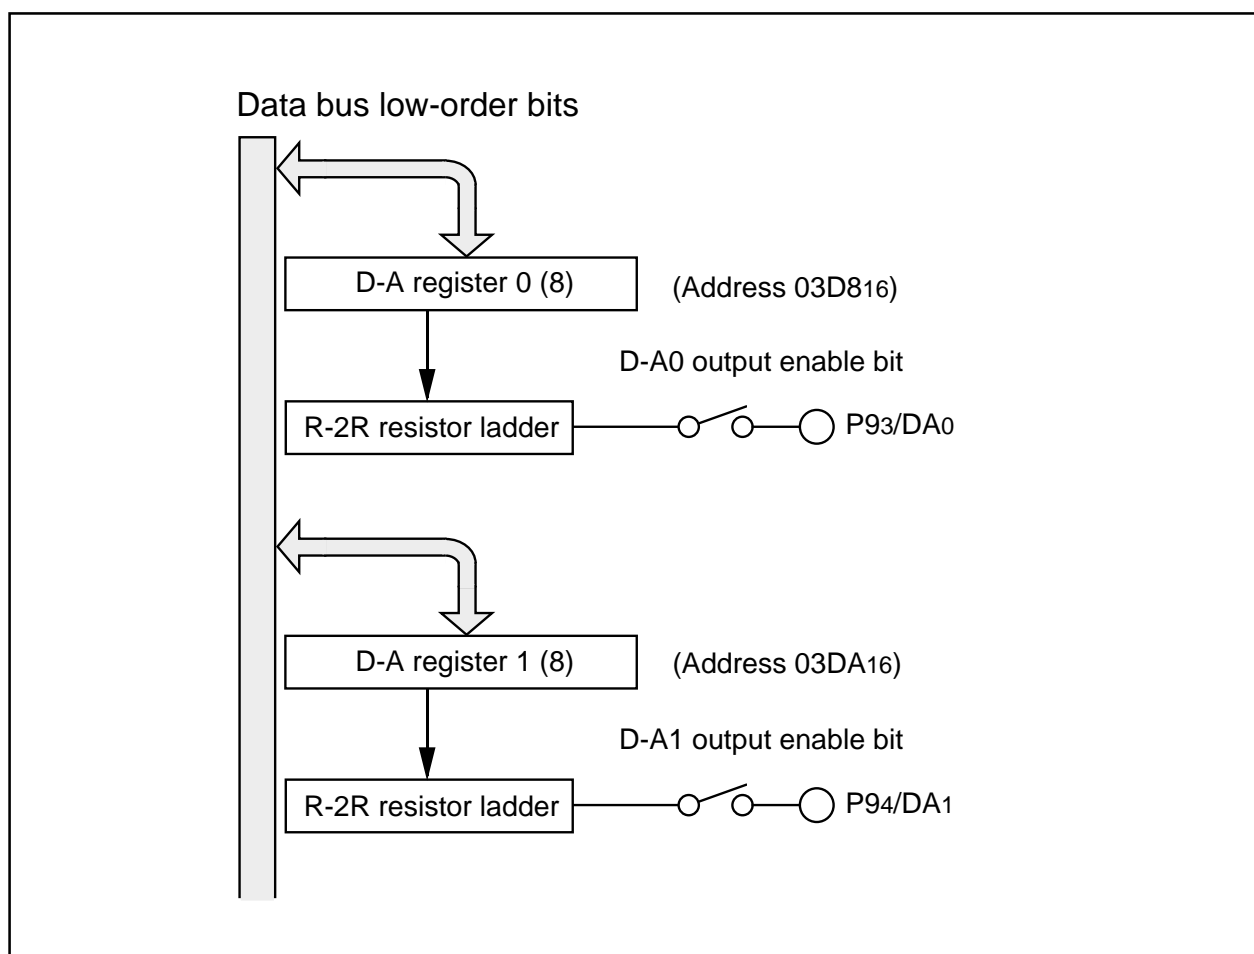 Data bus low-order bits
D-A register 0 (8)
(Address 03D816)
D-A0 output enable bit
R-2R resistor ladder
P93/DA0
D-A register 1 (8)
(Address 03DA16)
D-A1 output enable bit
R-2R resistor ladder
P94/DA1